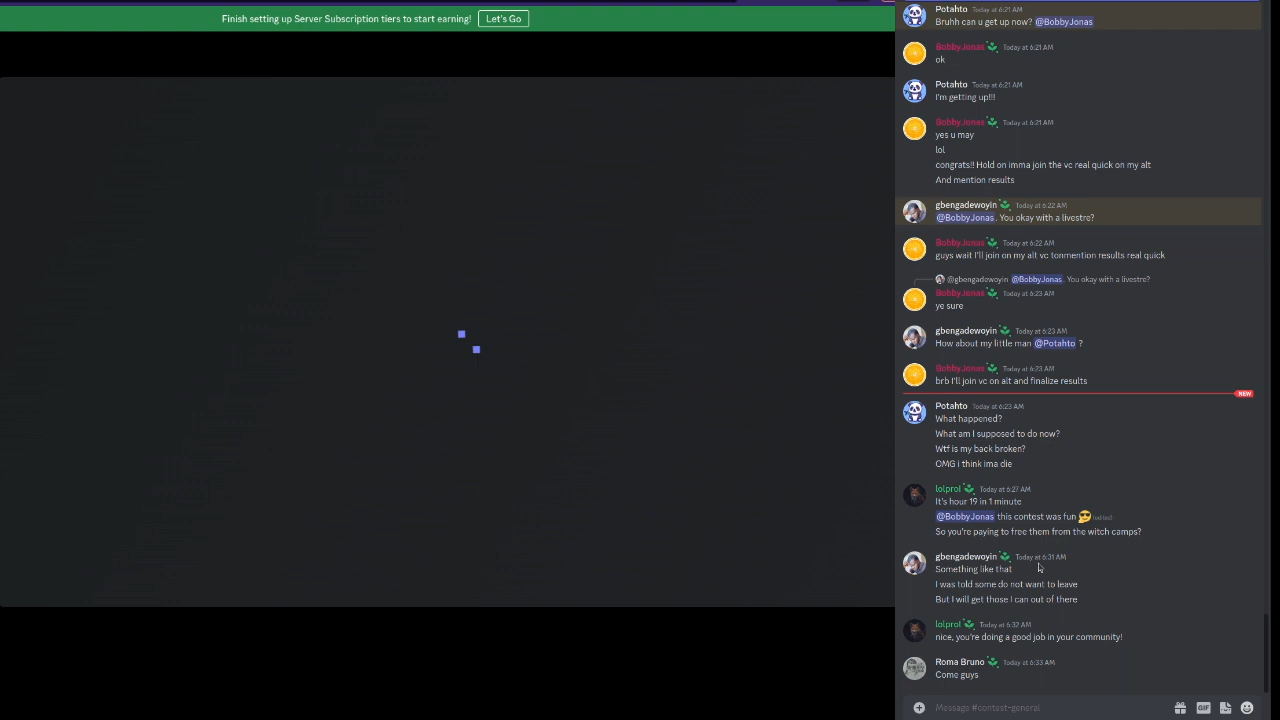 Finish setting up Server Subscription tiers to start earning! Let's Go
Potahto Today at 6:21 AM
Bruhh can u get up now? @BobbyJonas
BobbyJonas Today at 6:21 AM
ok
Potahto Today at 6:21 AM
I'm getting up!!!
BobbyJonas Today at 6:21 AM
yes u may
lol
congrats!! Hold on imma join the vc real quick on my alt
And mention results
gbengadewoyin Today at 6:22 AM
@BobbyJonas. You okay with a livestre?
BobbyJonas Today at 6:22 AM
guys wait I'll join on my alt vc tonmention results real quick
@gbengadewoyin @BobbyJonas. You okay with a livestre?
BobbyJonas Today at 6:23 AM
ye sure
gbengadewoyin Today at 6:23 AM
How about my little man @Potahto ?
BobbyJonas Today at 6:23 AM
brb I'll join vc on alt and finalize results
NEW
Potahto Today at 6:23 AM
What happened?
What am I supposed to do now?
Wtf is my back broken?
OMG i think ima die
lolprol Today at 6:27 AM
It's hour 19 in 1 minute
@BobbyJonas this contest was fun (edited)
So you're paying to free them from the witch camps?
gbengadewoyin Today at 6:31 AM
Something like that
I was told some do not want to leave
But I will get those I can out of there
lolprol Today at 6:32 AM
nice, you're doing a good job in your community!
Roma Bruno Today at 6:33 AM
Come guys
Message #contest-general
GIF